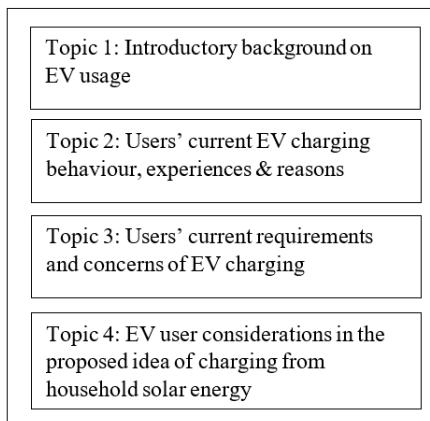 Topic 1: Introductory background on
EV usage
Topic 2: Users' current EV charging
behaviour, experiences & reasons
Topic 3: Users' current requirements
and concerns of EV charging
Topic 4: EV user considerations in the
proposed idea of charging from
household solar energy